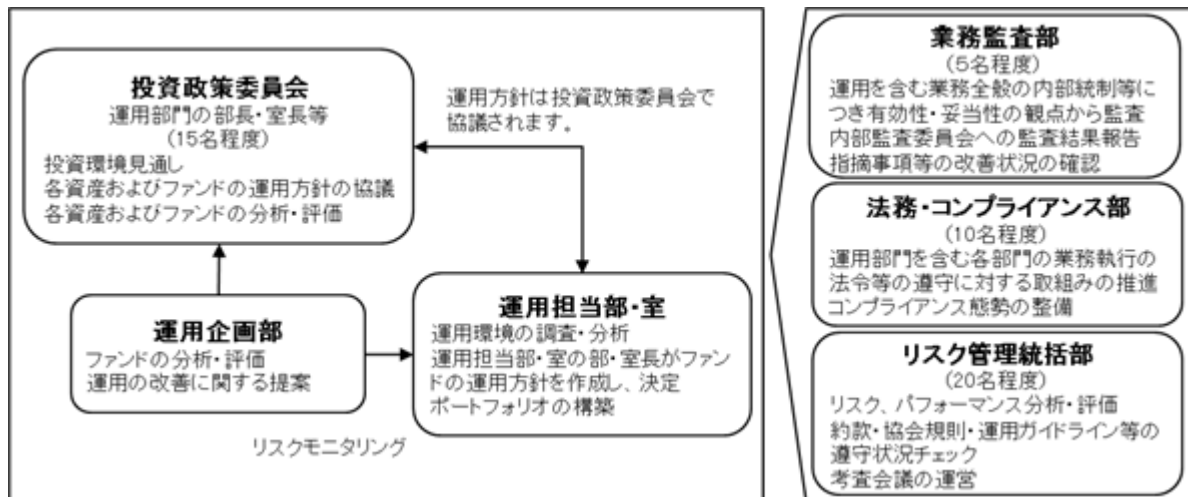 投資政策委員会
運用部門の部長・室長等
(15名程度)
投資環境見通し
各資産およびファンドの運用方針の協議
各資産およびファンドの分析・評価
運用方針は投資政策委員会で
協議されます。
運用企画部
ファンドの分析・評価
運用の改善に関する提案
運用担当部・室
運用環境の調査・分析
運用担当部・室の部・室長がファン
ドの運用方針を作成し、決定
ポートフォリオの構築
リスクモニタリング
業務監査部
(5名程度)
運用を含む業務全般の内部統制等に
つき有効性・妥当性の観点から監査
内部監査委員会への監査結果報告
指摘事項等の改善状況の確認
法務・コンプライアンス部
(10名程度)
運用部門を含む各部門の業務執行の
法令等の遵守に対する取組みの推進
コンプライアンス態勢の整備
リスク管理統括部
(20名程度)
リスク、パフォーマンス分析・評価
約款・協会規則・運用ガイドライン等の
遵守状況チェック
考査会議の運営